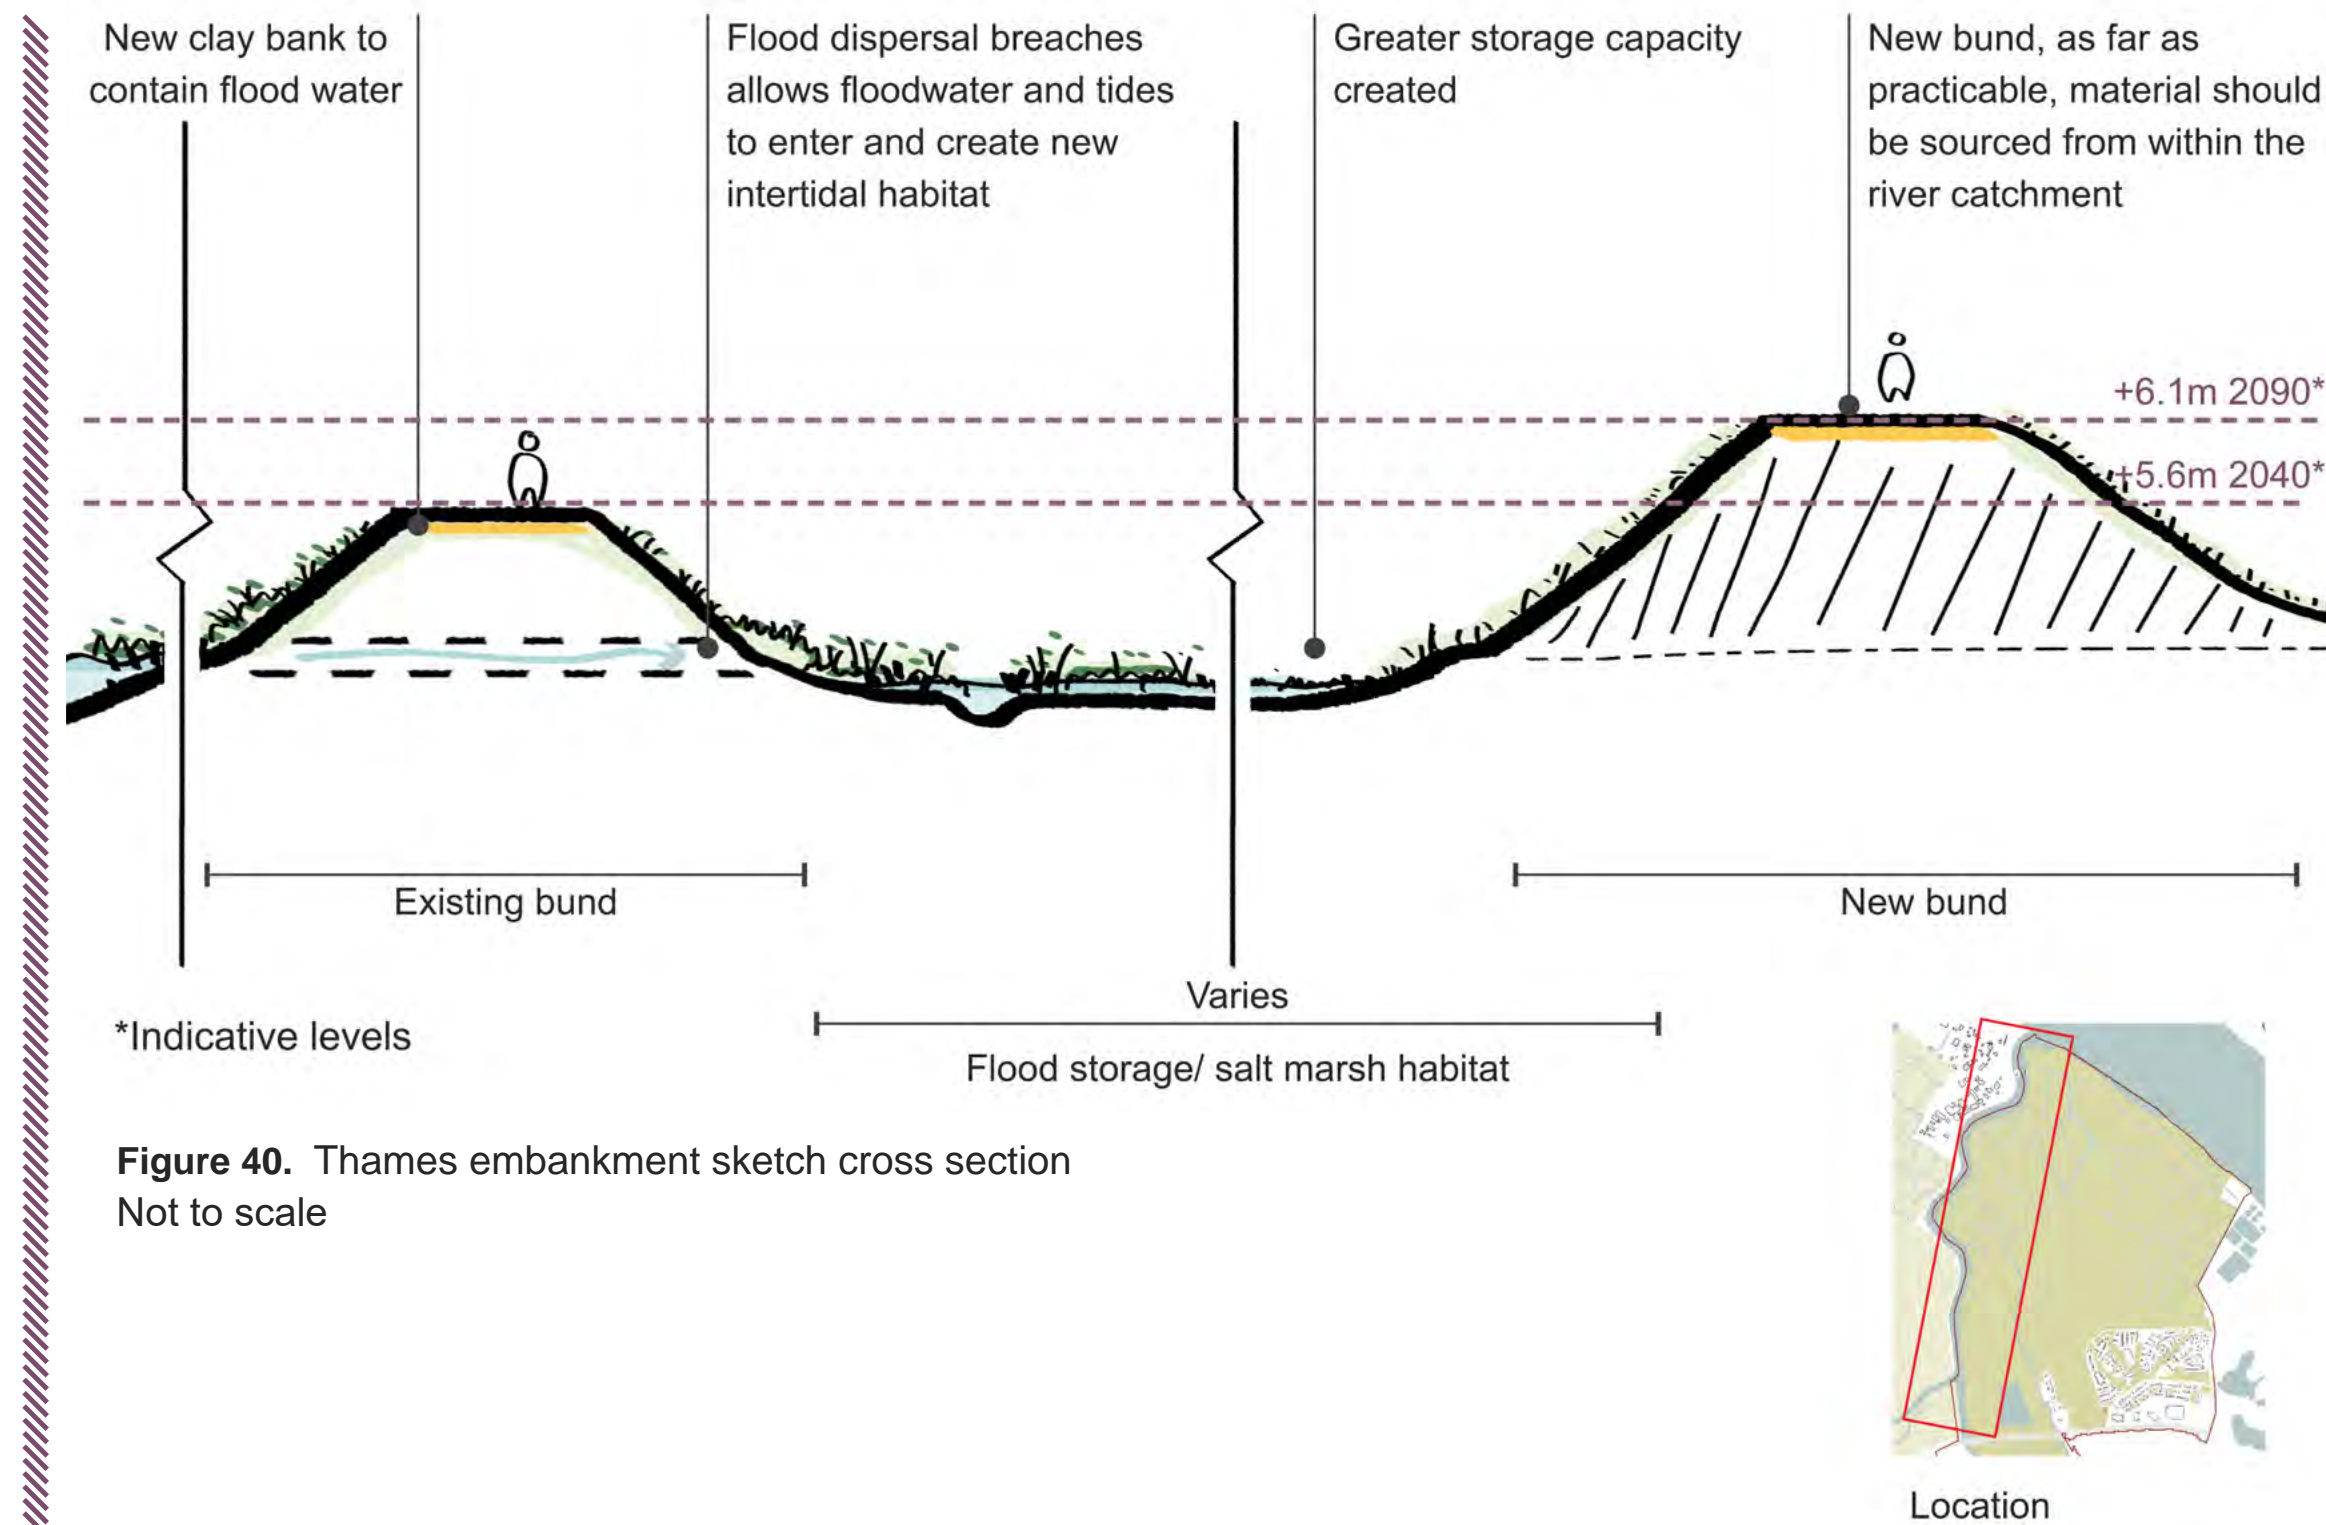 New clay bank to
contain flood water
Flood dispersal breaches
allows floodwater and tides
to enter and create new
intertidal habitat
Greater storage capacity
created
New bund, as far as
practicable, material should
be sourced from within the
river catchment
+6.1m 2090*
+5.6m 2040*
Existing bund
New bund
Varies
*Indicative levels
Flood storage/ salt marsh habitat
Figure 40. Thames embankment sketch cross section
Not to scale
Location